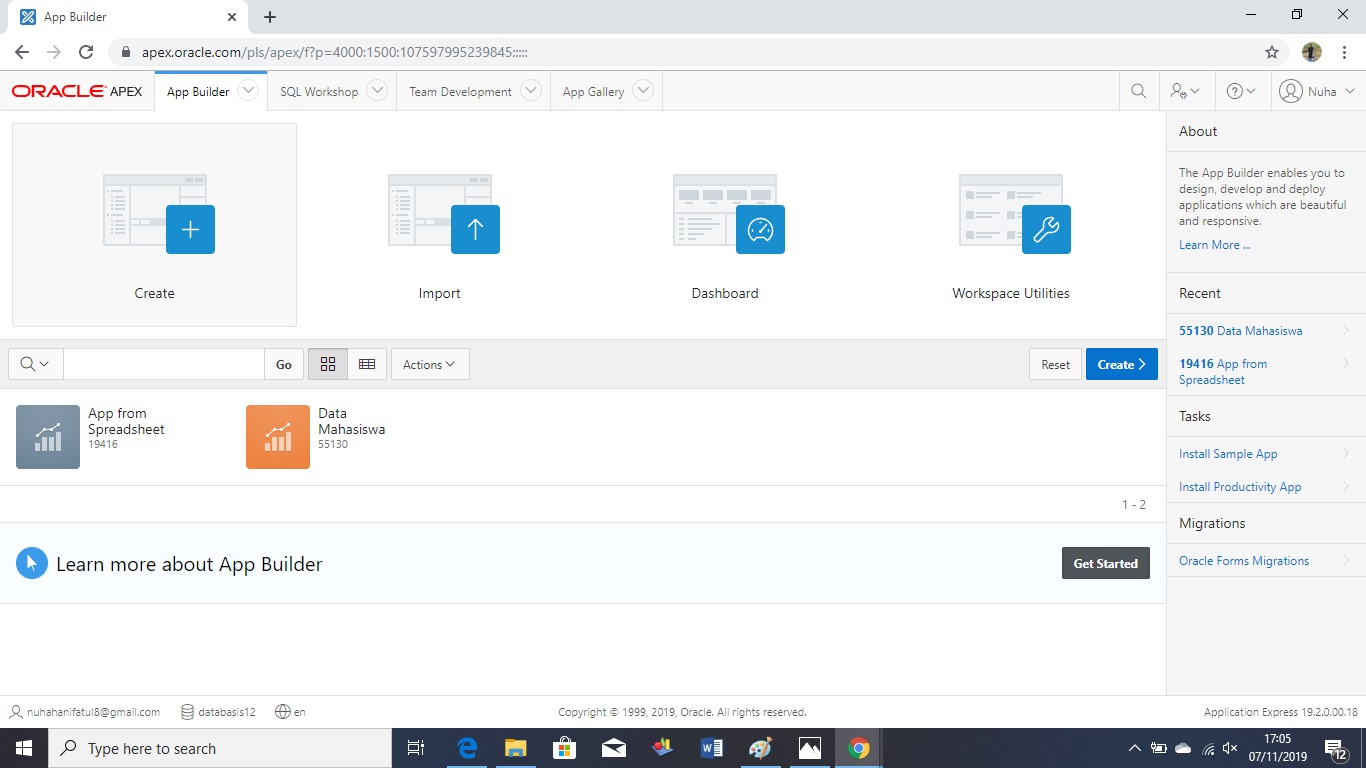 App Builder
apex.oracle.com/pls/apex/f?p=4000:1500:107597995239845:::::
ORACLE APEX App Builder SQL Workshop Team Development App Gallery Nuha
Create
Import
Dashboard
Workspace Utilities
Go Actions Reset Create
App from
Spreadsheet
19416
Data
Mahasiswa
55130
1 - 2
Learn more about App Builder
Get Started
About
The App Builder enables you to
design, develop and deploy
applications which are beautiful
and responsive.
Learn More ...
Recent
55130 Data Mahasiswa
19416 App from
Spreadsheet
Tasks
Install Sample App
Install Productivity App
Migrations
Oracle Forms Migrations
nuhahanifatul8@gmail.com databasis12 en Copyright © 1999, 2019, Oracle. All rights reserved. Application Express 19.2.0.00.18
Type here to search
17:05
07/11/2019
12